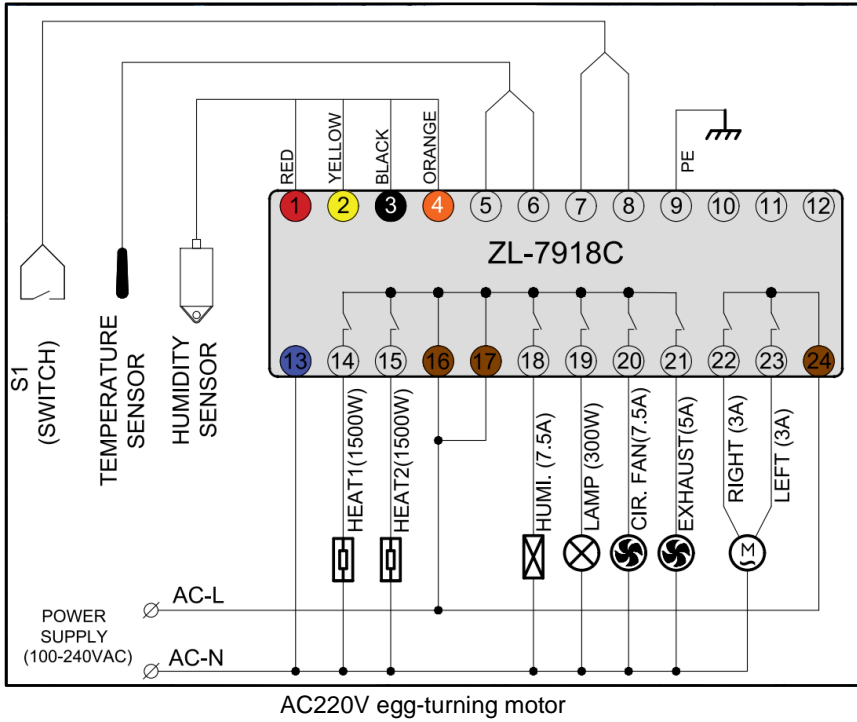 RED
YELLOW
BLACK
ORANGE
PE
1 2 3 4 5 6 7 8 9 10 11 12
ZL-7918C
13 14 15 16 17 18 19 20 21 22 23 24
S1
(SWITCH)
TEMPERATURE
SENSOR
HUMIDITY
SENSOR
HEAT1(1500W)
HEAT2(1500W)
HUMI. (7.5A)
LAMP (300W)
CIR. FAN(7.5A)
EXHAUST(5A)
RIGHT (3A)
LEFT (3A)
M
POWER
SUPPLY
(100-240VAC)
AC-L
AC-N
AC220V egg-turning motor